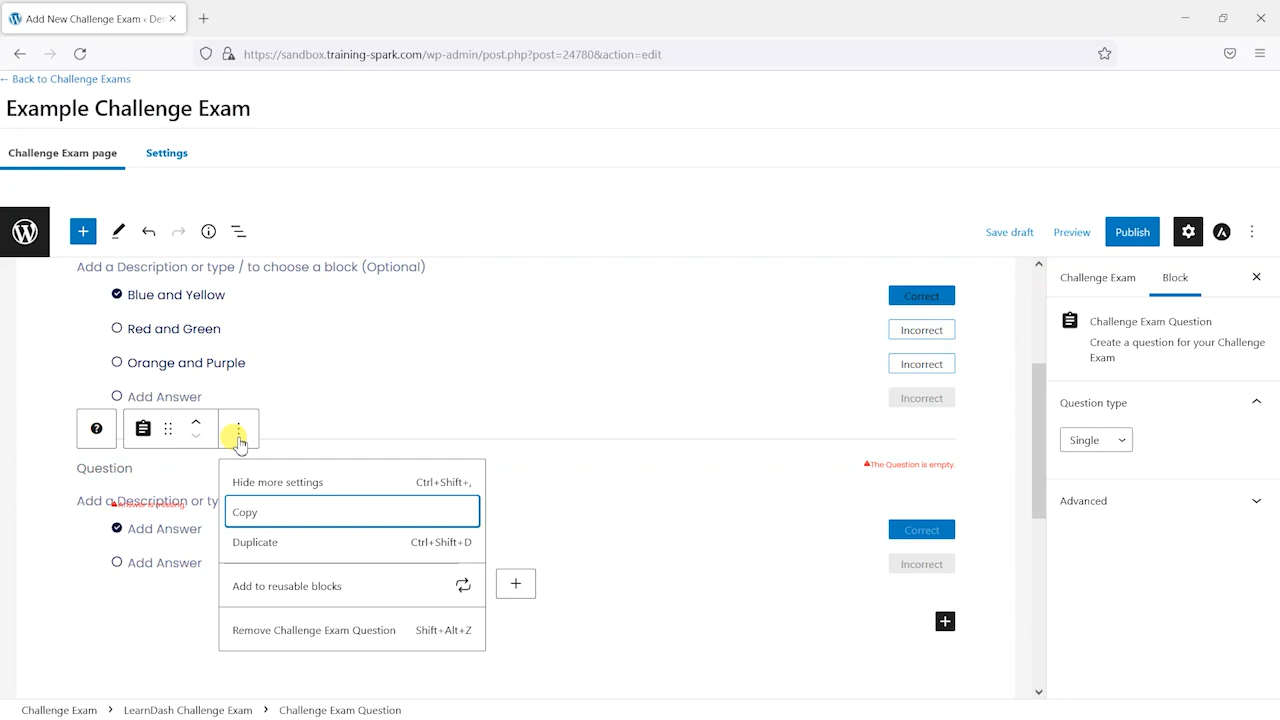 Add New Challenge Exam ‹ Den
https://sandbox.training-spark.com/wp-admin/post.php?post=24780&action=edit
← Back to Challenge Exams
Example Challenge Exam
Challenge Exam page
Settings
Save draft
Preview
Publish
Add a Description or type / to choose a block (Optional)
Challenge Exam
Block
Blue and Yellow
Correct
Challenge Exam Question
Red and Green
Incorrect
Create a question for your Challenge
Exam
Orange and Purple
Incorrect
Add Answer
Incorrect
Question type
Single
Question
The Question is empty.
Hide more settings
Ctrl+Shift+,
Add a Description or ty
Answer is missing.
Copy
Advanced
Add Answer
Correct
Duplicate
Ctrl+Shift+D
Add Answer
Incorrect
Add to reusable blocks
Remove Challenge Exam Question
Shift+Alt+Z
Challenge Exam
LearnDash Challenge Exam
Challenge Exam Question